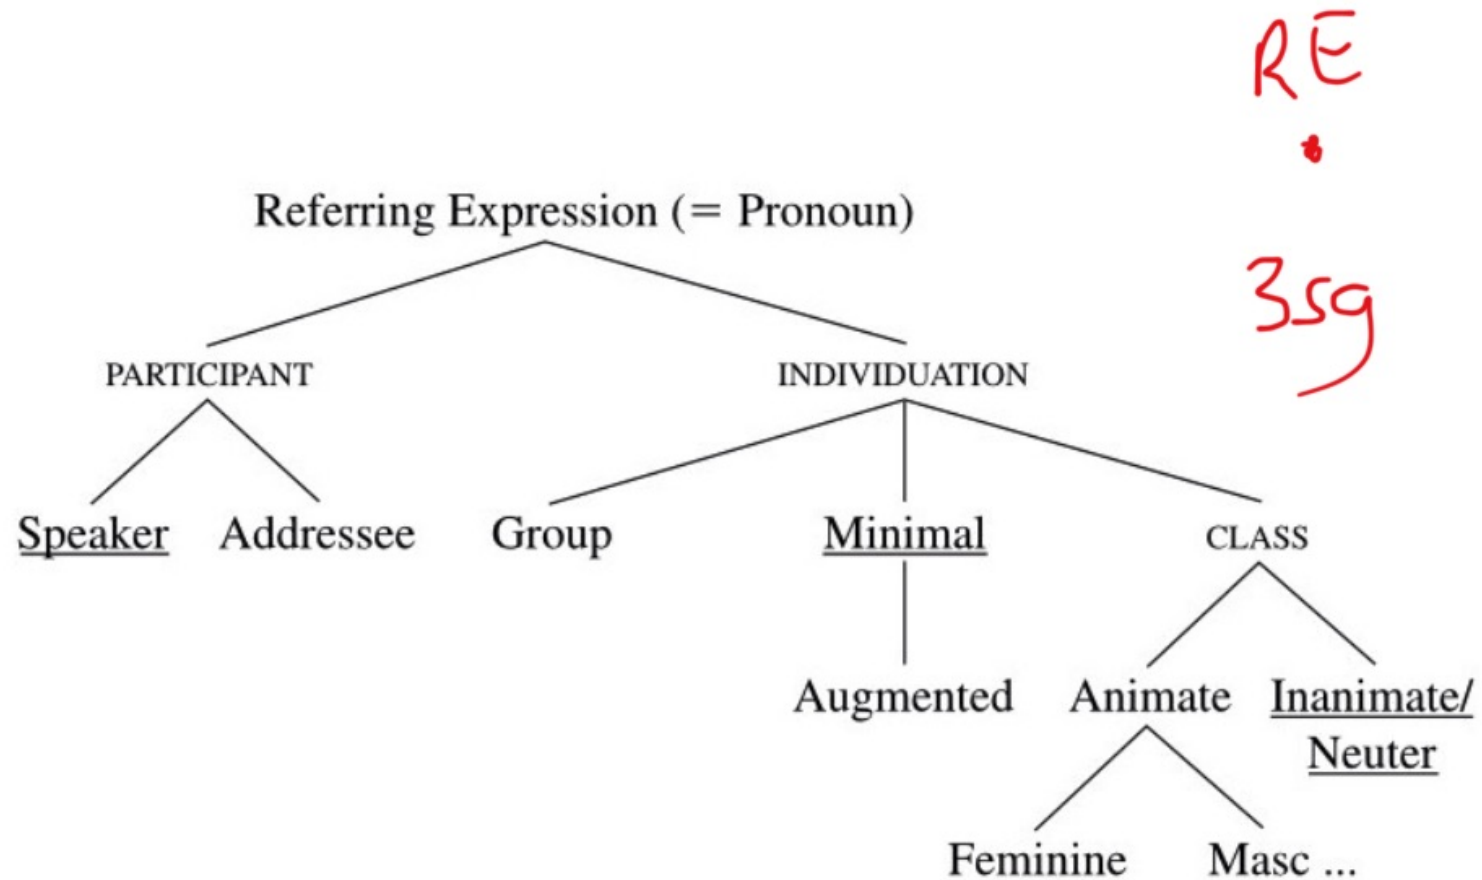 RE
Referring Expression (= Pronoun)
3sg
PARTICIPANT INDIVIDUATION
Speaker Addressee Group Minimal CLASS
Augmented Animate Inanimate/
Neuter
Feminine Masc ...